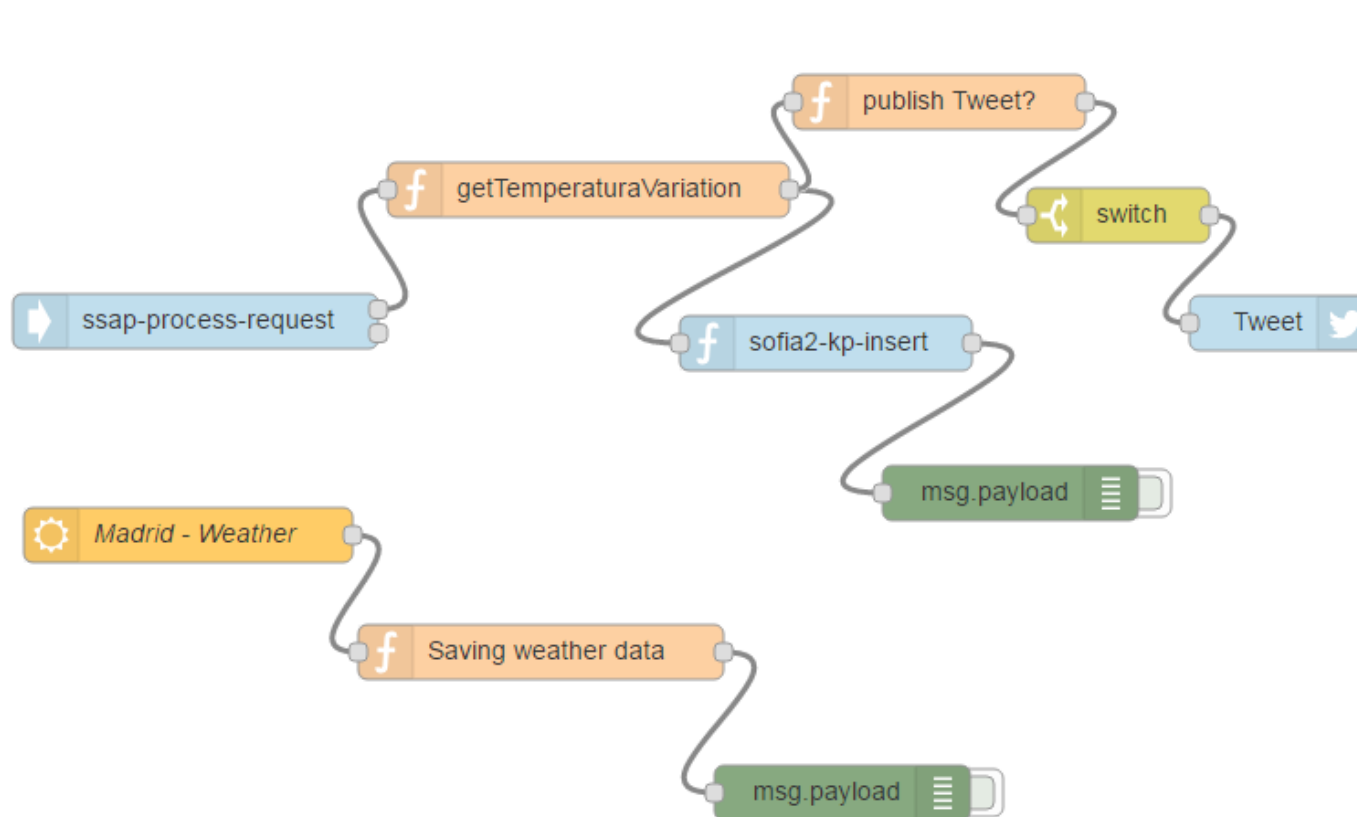 publish Tweet?
getTemperaturaVariation
switch
ssap-process-request
Tweet
sofia2-kp-insert
msg.payload
Madrid - Weather
Saving weather data
msg.payload